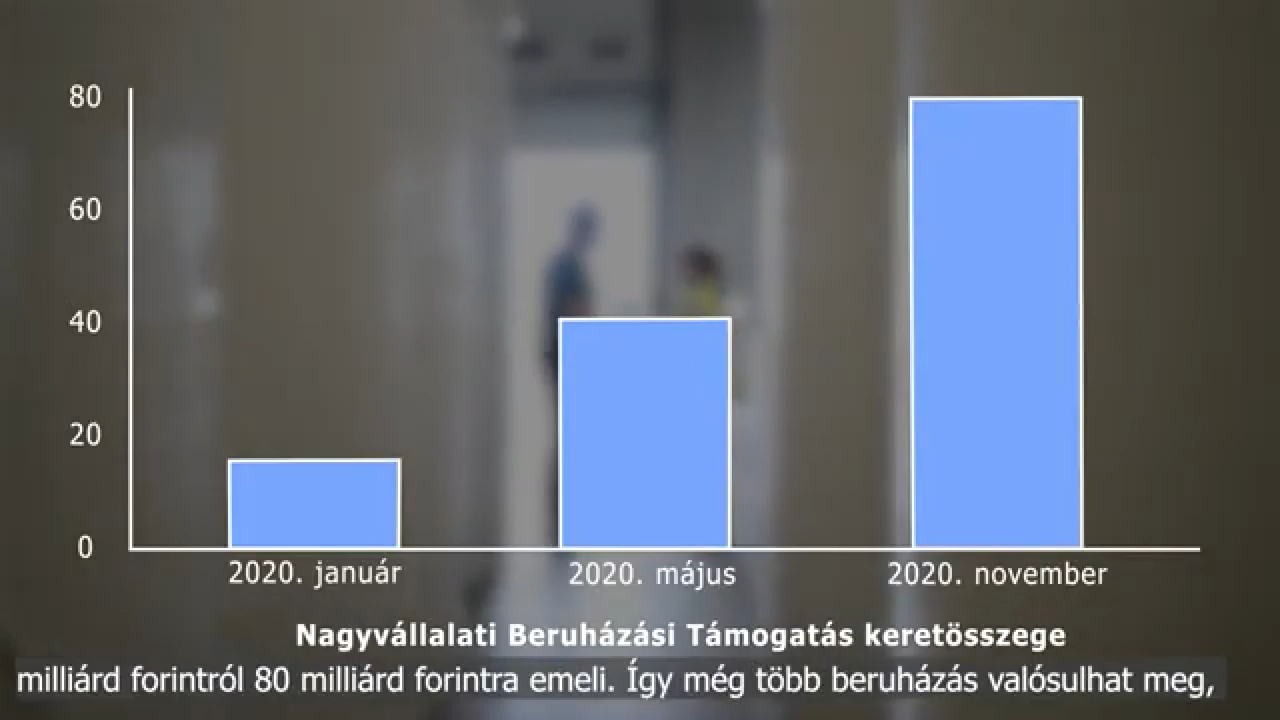 80
60
40
20
0
2020. január
2020. május
2020. november
Nagyvállalati Beruházási Támogatás keretösszege
milliárd forintról 80 milliárd forintra emeli. Így még több beruházás valósulhat meg,